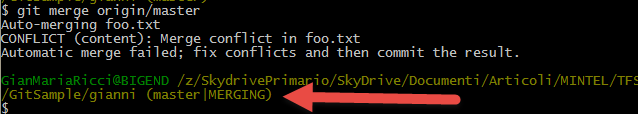 $ git merge origin/master
Auto-merging foo.txt
CONFLICT (content): Merge conflict in foo.txt
Automatic merge failed; fix conflicts and then commit the result.
GianMariaRicci@BIGEND /z/SkydrivePrimario/SkyDrive/Documenti/Articoli/MINTEL/TFS
/GitSample/gianni (master|MERGING)
$